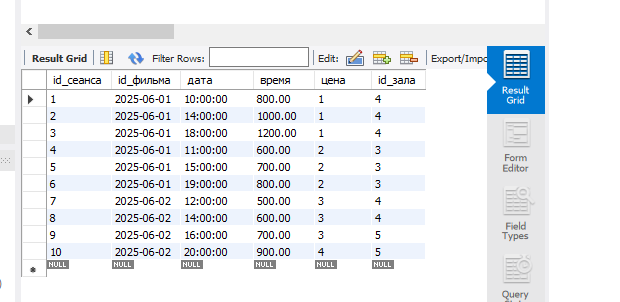 Result Grid Filter Rows: Edit: Export/Impo
id_сеанса id_фильма дата время цена id_зала
1 2025-06-01 10:00:00 800.00 1 4
2 2025-06-01 14:00:00 1000.00 1 4
3 2025-06-01 18:00:00 1200.00 1 4
4 2025-06-01 11:00:00 600.00 2 3
5 2025-06-01 15:00:00 700.00 2 3
6 2025-06-01 19:00:00 800.00 2 3
7 2025-06-02 12:00:00 500.00 3 4
8 2025-06-02 14:00:00 600.00 3 4
9 2025-06-02 16:00:00 700.00 3 5
10 2025-06-02 20:00:00 900.00 4 5
NULL NULL NULL NULL NULL NULL
Result
Grid
Form
Editor
Field
Types
Query
)